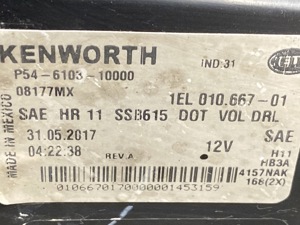 KENWORTH
IND.31
P54-6103-10000
08177MX
1EL 010.667-01
SAE HR 11 SSB615 DOT VOL DRL
MADE IN MEXICO
31.05.2017
04:22:38
REV.A
12V
SAE
H11
HB3A
4157NAK
168(2X)
0106670170000001453159